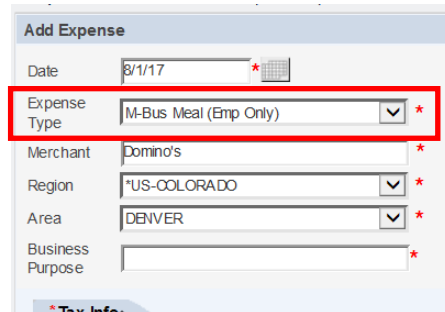 Add Expense
Date 8/1/17 *
Expense Type M-Bus Meal (Emp Only) *
Merchant Domino's *
Region *US-COLORADO *
Area DENVER *
Business Purpose *
*Tax Info: